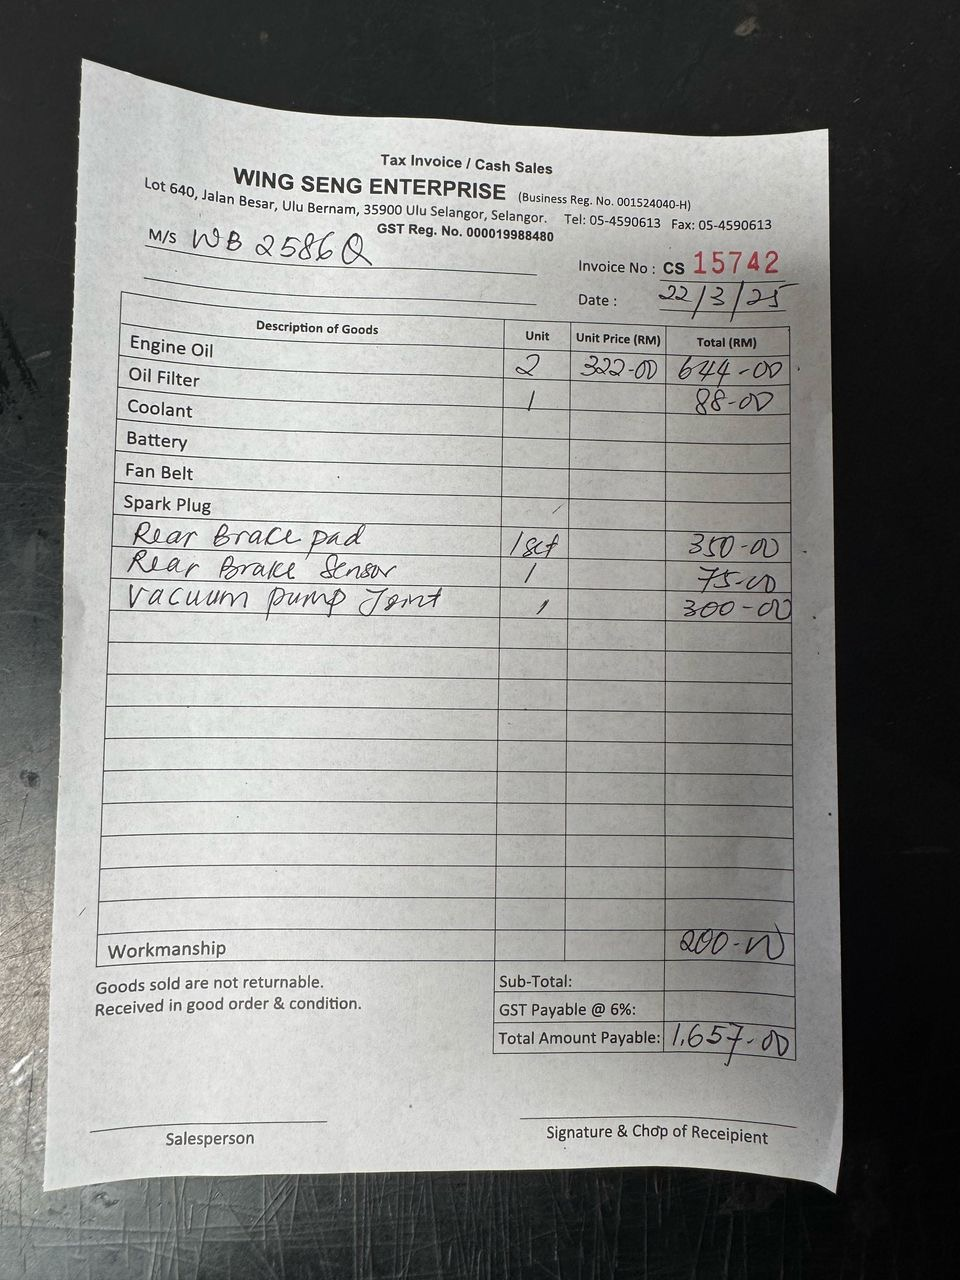 Tax Invoice / Cash Sales
WING SENG ENTERPRISE (Business Reg. No. 001524040-H)
Lot 640, Jalan Besar, Ulu Bernam, 35900 Ulu Selangor, Selangor. Tel: 05-4590613 Fax: 05-4590613
GST Reg. No. 000019988480
M/S WB 2586Q
Invoice No : CS 15742
Date : 22/3/25
Description of Goods Unit Unit Price (RM) Total (RM)
Engine Oil 2 322-00 644-00
Oil Filter 1 88-00
Coolant
Battery
Fan Belt
Spark Plug
Rear Brace pad 1 set 350-00
Rear Brake Sensor 1 75-00
Vacuum pump Joint 1 300-00
Workmanship 200-00
Goods sold are not returnable.
Received in good order & condition.
Sub-Total:
GST Payable @ 6%:
Total Amount Payable: 1,657-00
Salesperson
Signature & Chop of Receipient